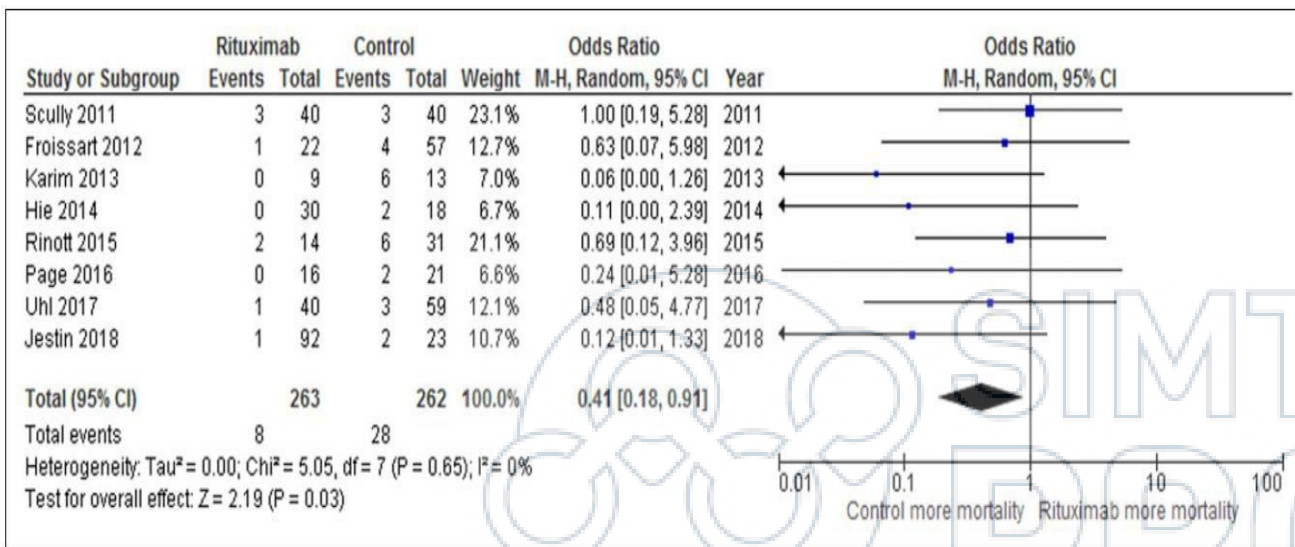 Rituximab Control Odds Ratio Odds Ratio
Study or Subgroup Events Total Events Total Weight M-H, Random, 95% CI Year M-H, Random, 95% CI
Scully 2011 3 40 3 40 23.1% 1.00 [0.19, 5.28] 2011
Froissart 2012 1 22 4 57 12.7% 0.63 [0.07, 5.98] 2012
Karim 2013 0 9 6 13 7.0% 0.06 [0.00, 1.26] 2013
Hie 2014 0 30 2 18 6.7% 0.11 [0.00, 2.39] 2014
Rinott 2015 2 14 6 31 21.1% 0.69 [0.12, 3.96] 2015
Page 2016 0 16 2 21 6.6% 0.24 [0.01, 5.28] 2016
Uhl 2017 1 40 3 59 12.1% 0.48 [0.05, 4.77] 2017
Jestin 2018 1 92 2 23 10.7% 0.12 [0.01, 1.33] 2018
Total (95% CI) 263 262 100.0% 0.41 [0.18, 0.91]
Total events 8 28
Heterogeneity: Tau² = 0.00; Chi² = 5.05, df = 7 (P = 0.65); I² = 0%
Test for overall effect: Z = 2.19 (P = 0.03)
0.01 0.1 1 10 100
Control more mortality Rituximab more mortality